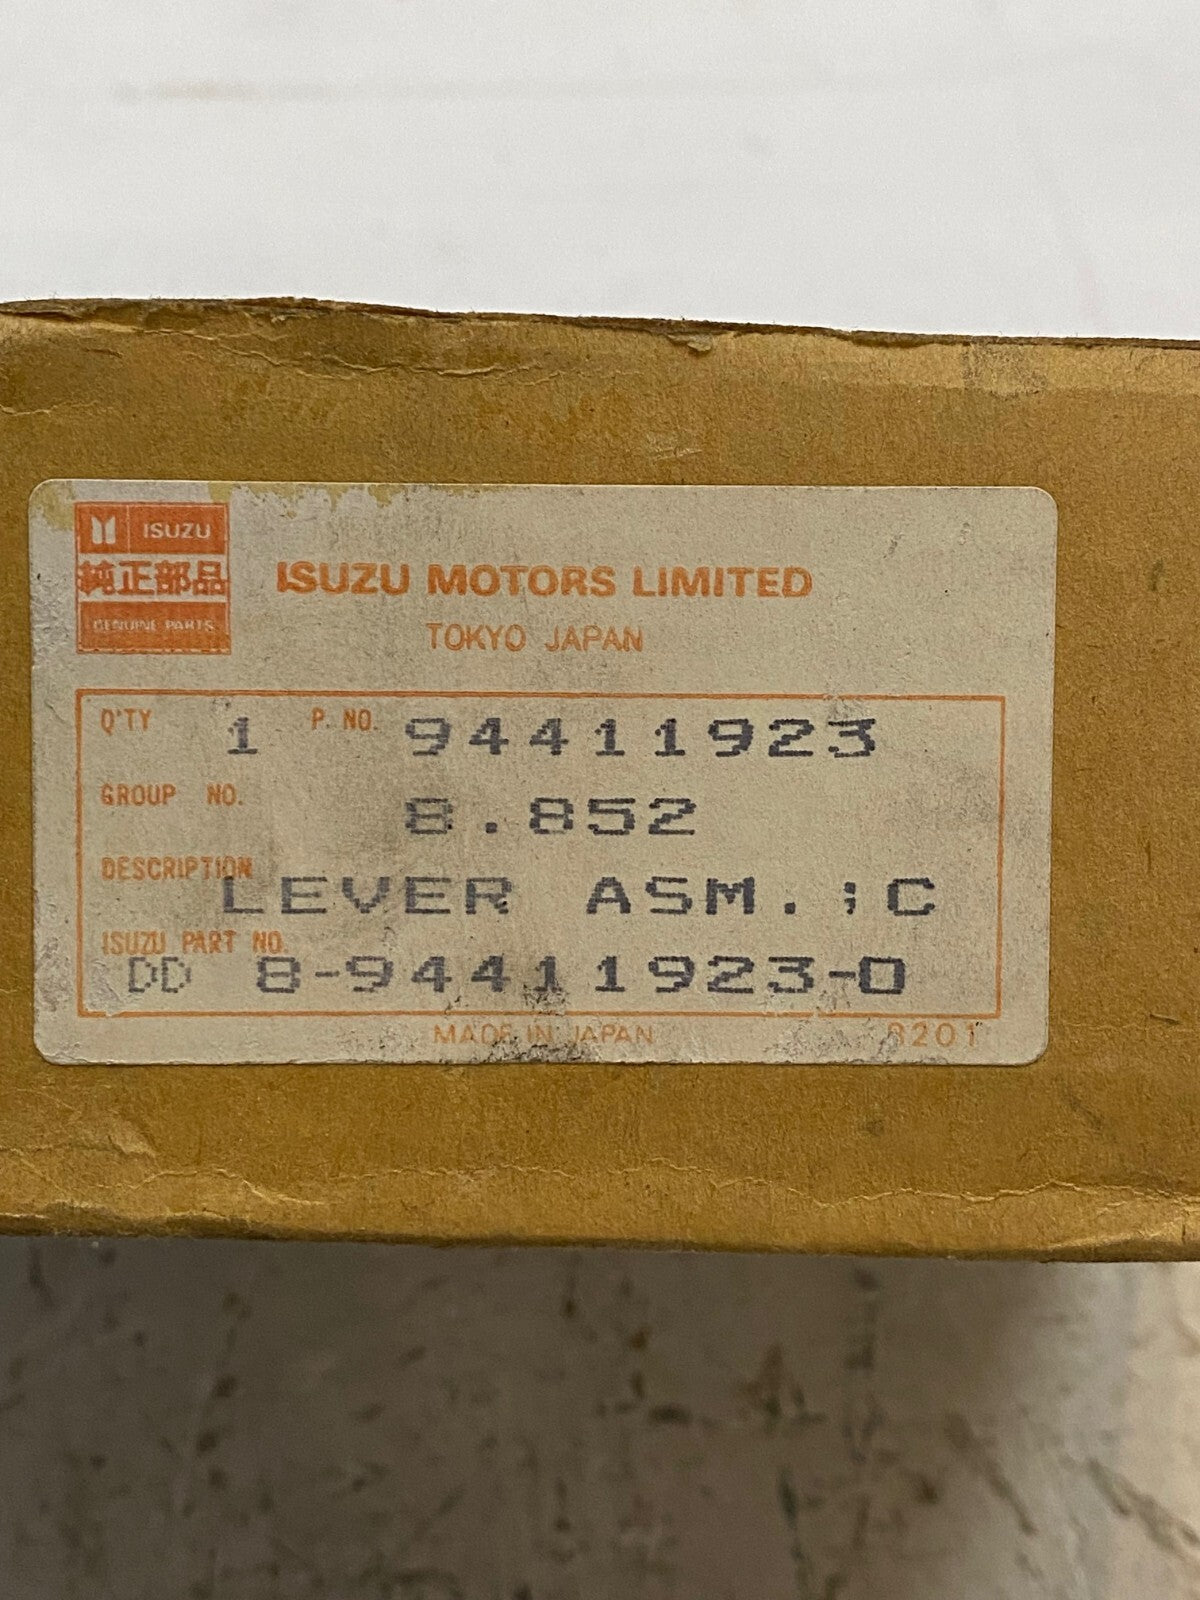 ISUZU
純正部品
GENUINE PARTS
ISUZU MOTORS LIMITED
TOKYO JAPAN
Q'TY 1 P. NO. 94411923
GROUP NO. 8.852
DESCRIPTION
LEVER ASM. ;C
ISUZU PART NO.
DD 8-94411923-0
MADE IN JAPAN 8201